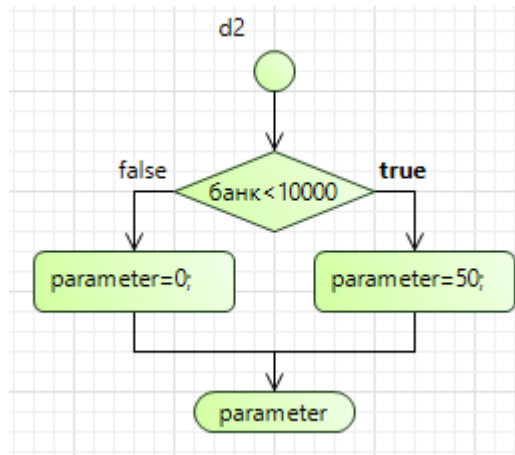 d2
false
true
банк<10000
parameter=0;
parameter=50;
parameter